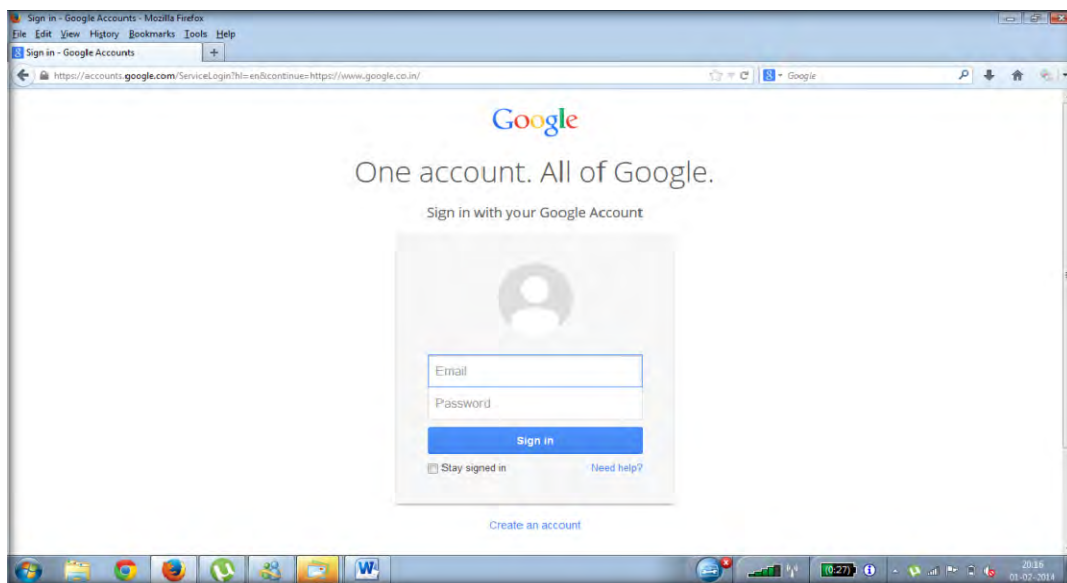 Sign in - Google Accounts - Mozilla Firefox
File Edit View History Bookmarks Tools Help
Sign in - Google Accounts
https://accounts.google.com/ServiceLogin?hl=en&continue=https://www.google.co.in/
Google
Google
One account. All of Google.
Sign in with your Google Account
Email
Password
Sign in
Stay signed in
Need help?
Create an account
(0:27)
20:16
01-02-2014